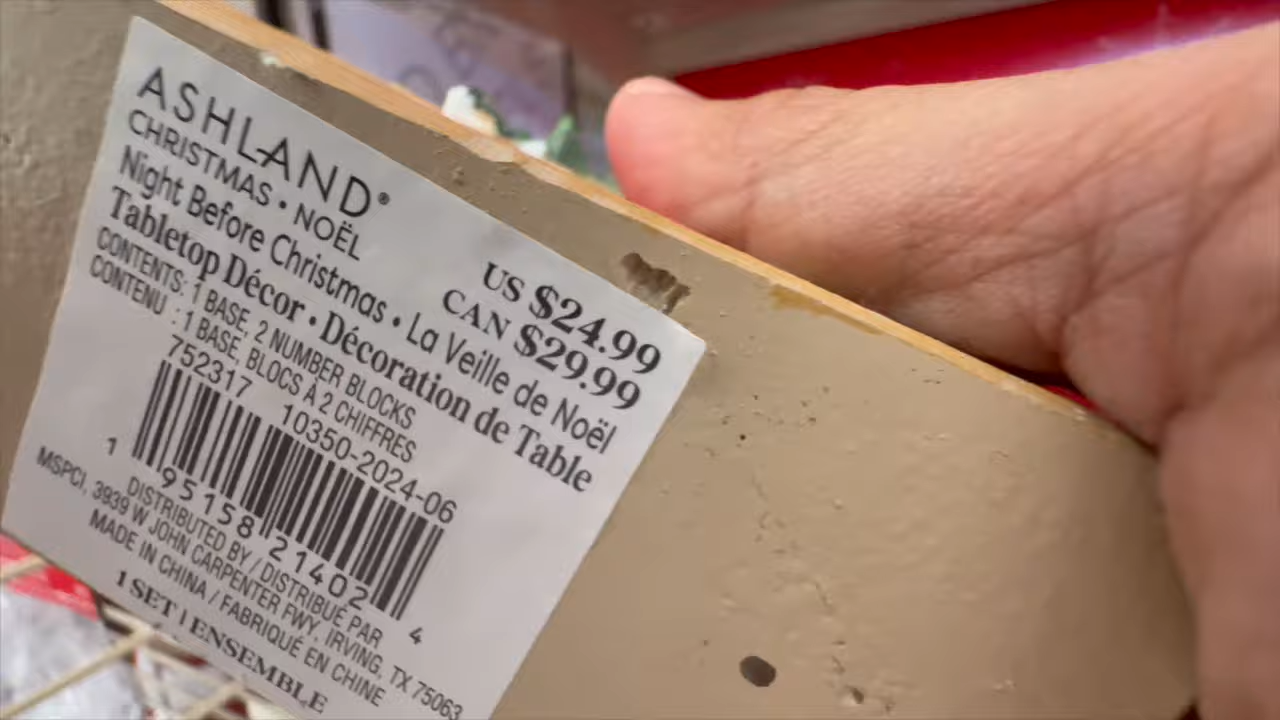 ASHLAND®
CHRISTMAS • NOËL
US $24.99
CAN $29.99
Night Before Christmas • La Veille de Noël
Tabletop Décor • Décoration de Table
CONTENTS: 1 BASE, 2 NUMBER BLOCKS
CONTENU : 1 BASE, BLOCS À 2 CHIFFRES
752317 10350-2024-06
1 95158 21402 4
DISTRIBUTED BY / DISTRIBUÉ PAR
MSPCI, 3939 W JOHN CARPENTER FWY, IRVING, TX 75063
MADE IN CHINA / FABRIQUÉ EN CHINE
1 SET | ENSEMBLE